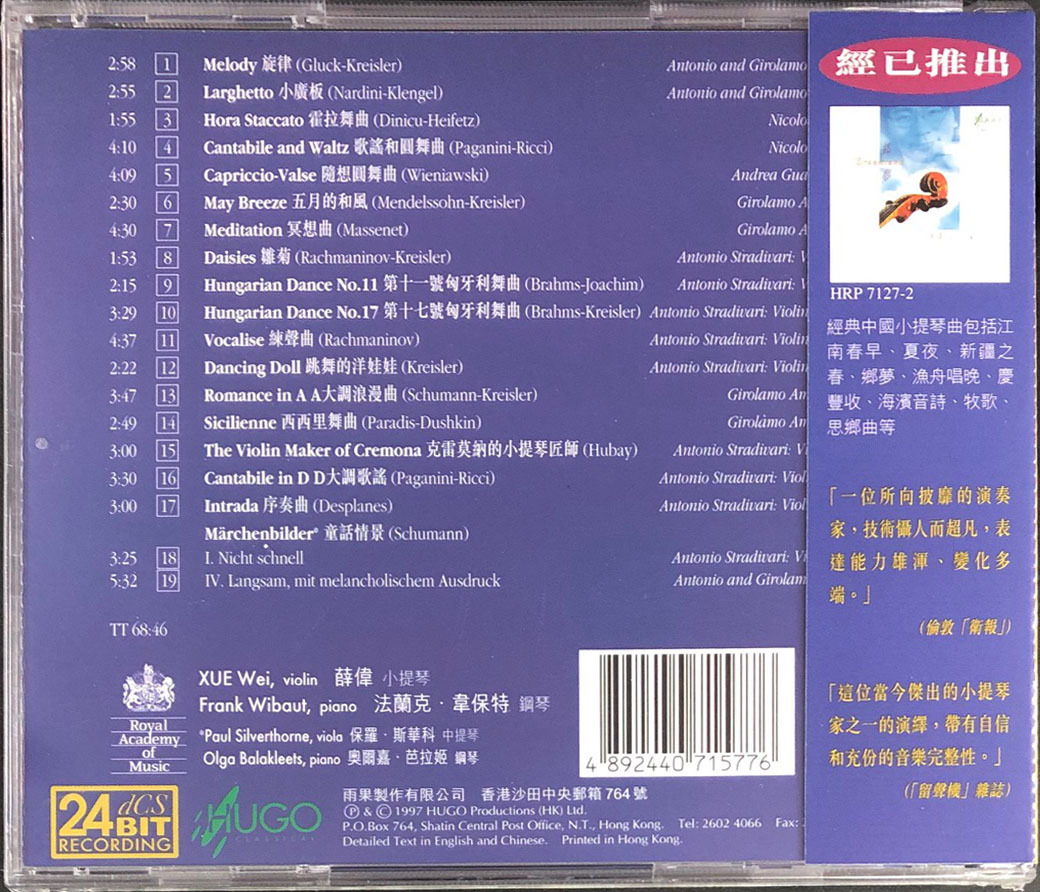 2:58 1 Melody 旋律 (Gluck-Kreisler) Antonio and Girolamo
2:55 2 Larghetto 小廣板 (Nardini-Klengel) Antonio and Girolamo
1:55 3 Hora Staccato 霍拉舞曲 (Dinicu-Heifetz) Nicolo
4:10 4 Cantabile and Waltz 歌謠和圓舞曲 (Paganini-Ricci) Nicolo
4:09 5 Capriccio-Valse 隨想圓舞曲 (Wieniawski) Andrea Gua
2:30 6 May Breeze 五月的和風 (Mendelssohn-Kreisler) Girolamo A
4:30 7 Meditation 冥想曲 (Massenet) Girolamo A
1:53 8 Daisies 雛菊 (Rachmaninov-Kreisler) Antonio Stradivari: V
2:15 9 Hungarian Dance No.11 第十一號匈牙利舞曲 (Brahms-Joachim) Antonio Stradivari: V
3:29 10 Hungarian Dance No.17 第十七號匈牙利舞曲 (Brahms-Kreisler) Antonio Stradivari: Violin
4:37 11 Vocalise 練聲曲 (Rachmaninov) Antonio Stradivari: Violin
2:22 12 Dancing Doll 跳舞的洋娃娃 (Kreisler) Antonio Stradivari: Violin
3:47 13 Romance in A A大調浪漫曲 (Schumann-Kreisler) Girolamo Am
2:49 14 Sicilienne 西西里舞曲 (Paradis-Dushkin) Girolàmo Am
3:00 15 The Violin Maker of Cremona 克雷莫納的小提琴匠師 (Hubay) Antonio Stradivari: Vi
3:30 16 Cantabile in D D大調歌謠 (Paganini-Ricci) Antonio Stradivari: Viol
3:00 17 Intrada 序奏曲 (Desplanes) Antonio Stradivari: Viol
Märchenbilder* 童話情景 (Schumann)
3:25 18 I. Nicht schnell Antonio Stradivari: Vi
5:32 19 IV. Langsam, mit melancholischem Ausdruck Antonio and Girolam
TT 68:46
XUE Wei, violin 薛偉 小提琴
Frank Wibaut, piano 法蘭克·韋保特 鋼琴
*Paul Silverthorne, viola 保羅·斯華科 中提琴
Olga Balakleets, piano 奧爾嘉·芭拉姬 鋼琴
Royal
Academy
of
Music
4 892440 715776
24 dCS
BIT
RECORDING
HUGO
CLASSICAL
雨果製作有限公司 香港沙田中央郵箱 764 號
Ⓟ & © 1997 HUGO Productions (HK) Ltd.
P.O.Box 764, Shatin Central Post Office, N.T., Hong Kong. Tel: 2602 4066 Fax:
Detailed Text in English and Chinese. Printed in Hong Kong.
經已推出
HRP 7127-2
經典中國小提琴曲包括江
南春早、夏夜、新疆之
春、鄉夢、漁舟唱晚、慶
豐收、海濱音詩、牧歌、
思鄉曲等
「一位所向披靡的演奏
家，技術懾人而超凡，表
達能力雄渾、變化多
端。」
(倫敦「衛報」)
「這位當今傑出的小提琴
家之一的演繹，帶有自信
和充份的音樂完整性。」
(「留聲機」雜誌)